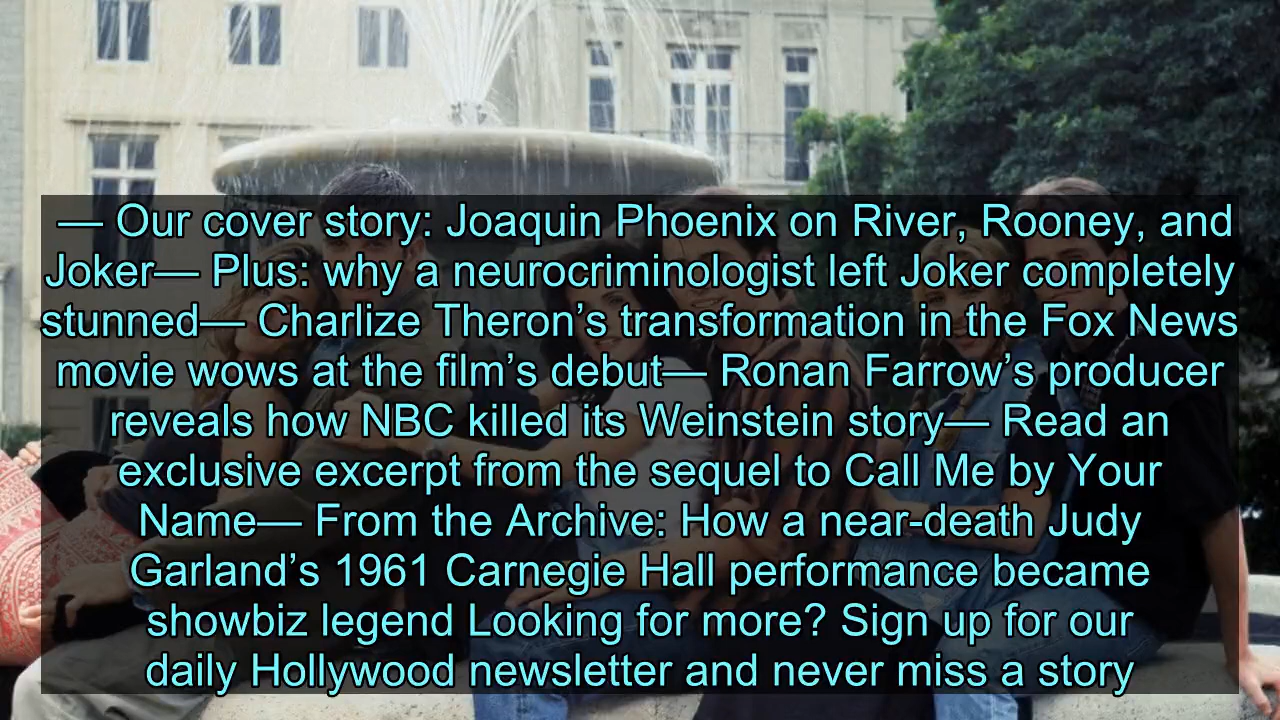 — Our cover story: Joaquin Phoenix on River, Rooney, and
Joker— Plus: why a neurocriminologist left Joker completely
stunned— Charlize Theron’s transformation in the Fox News
movie wows at the film’s debut— Ronan Farrow’s producer
reveals how NBC killed its Weinstein story— Read an
exclusive excerpt from the sequel to Call Me by Your
Name— From the Archive: How a near-death Judy
Garland’s 1961 Carnegie Hall performance became
showbiz legend Looking for more? Sign up for our
daily Hollywood newsletter and never miss a story